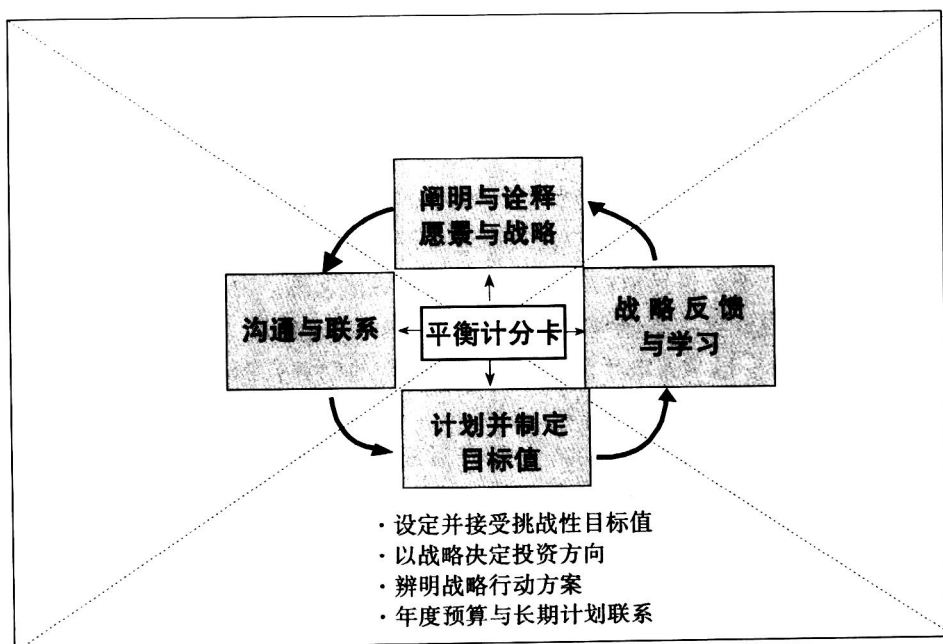 阐明与诠释
愿景与战略
沟通与联系
平衡计分卡
战略反馈
与学习
计划并制定
目标值
·设定并接受挑战性目标值
·以战略决定投资方向
·辨明战略行动方案
·年度预算与长期计划联系